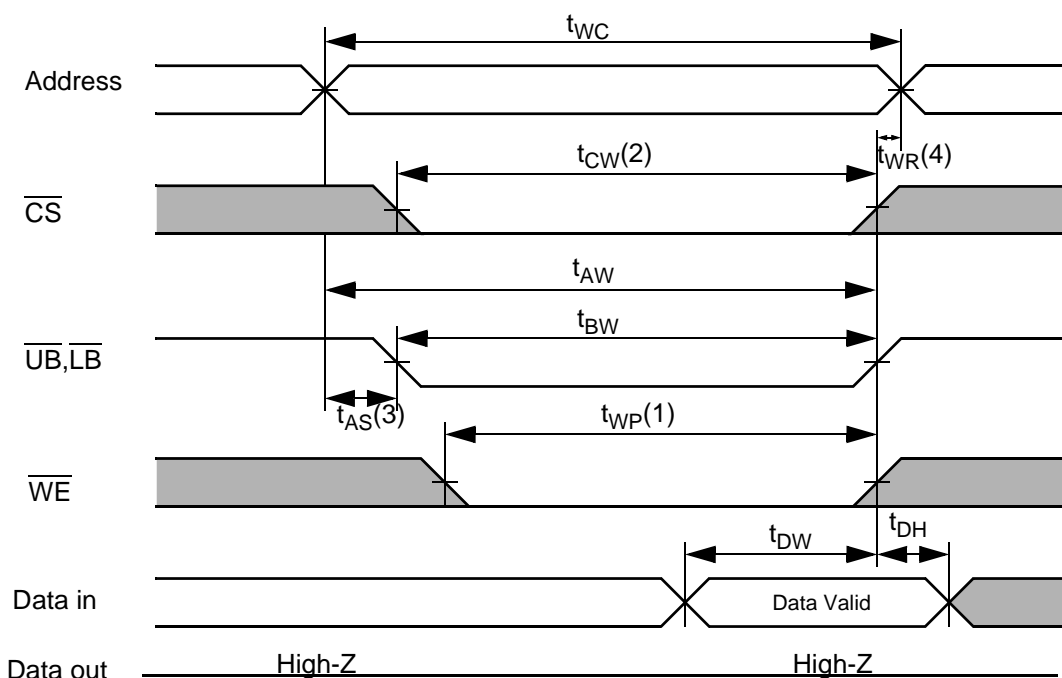 tWC
Address
tCW(2)
tWR(4)
CS
tAW
tBW
UB,LB
tAS(3)
tWP(1)
WE
tDH
tDW
Data in
Data Valid
Data out
High-Z
High-Z